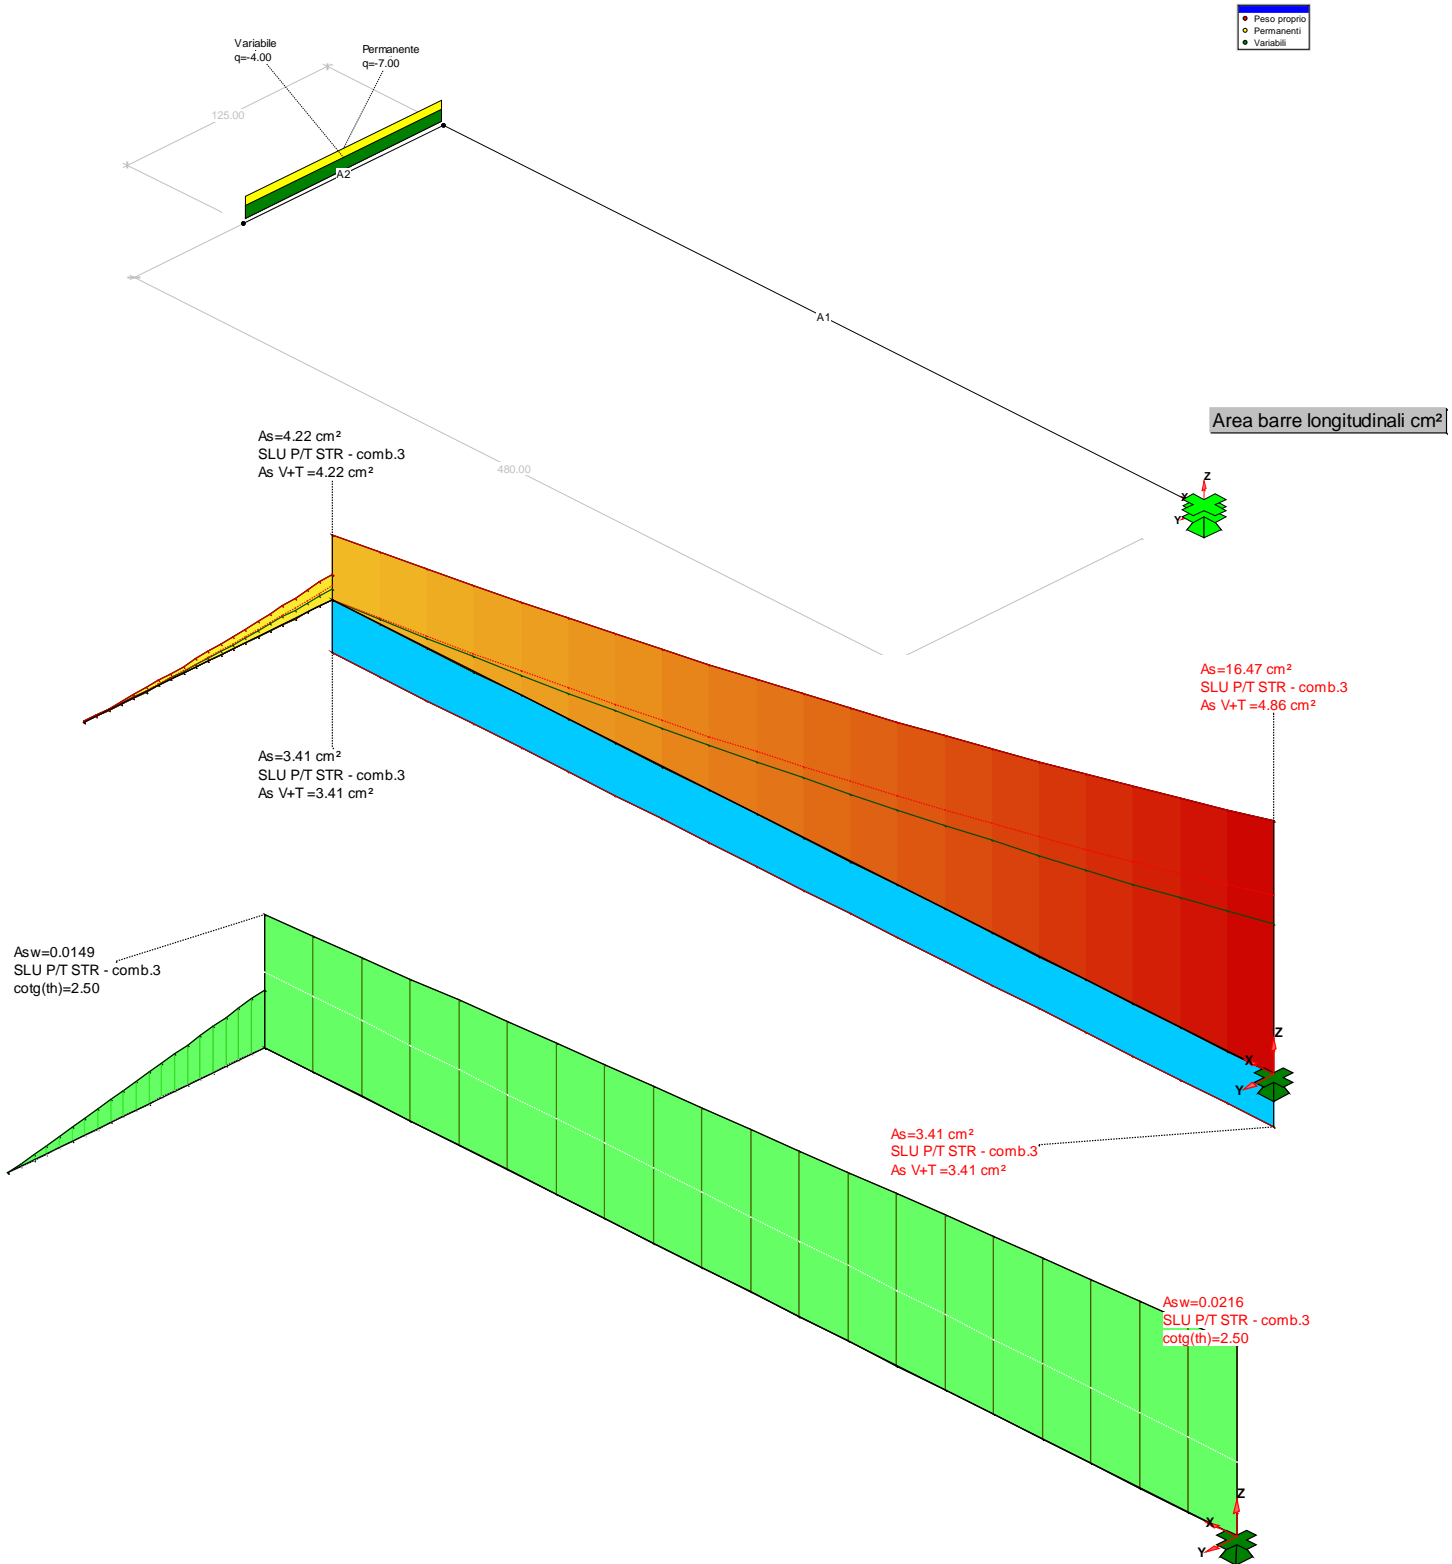 Peso proprio
Permanenti
Variabili
Variabile
q=-4.00
Permanente
q=-7.00
125.00
A2
A1
480.00
Z
X
Y
Area barre longitudinali cm²
As=4.22 cm²
SLU P/T STR - comb.3
As V+T =4.22 cm²
As=16.47 cm²
SLU P/T STR - comb.3
As V+T =4.86 cm²
As=3.41 cm²
SLU P/T STR - comb.3
As V+T =3.41 cm²
Z
X
Y
As=3.41 cm²
SLU P/T STR - comb.3
As V+T =3.41 cm²
Asw=0.0149
SLU P/T STR - comb.3
cotg(th)=2.50
Asw=0.0216
SLU P/T STR - comb.3
cotg(th)=2.50
Z
X
Y